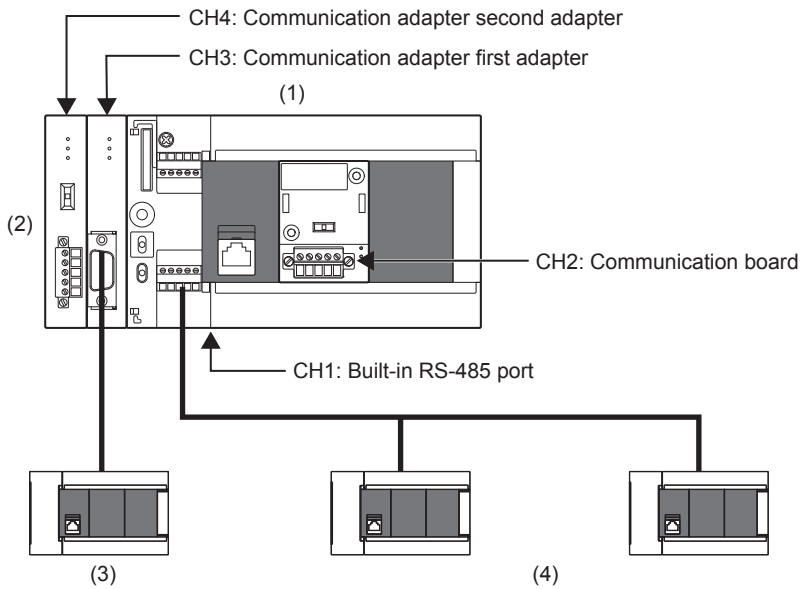 CH4: Communication adapter second adapter
CH3: Communication adapter first adapter
(1)
(2)
CH2: Communication board
CH1: Built-in RS-485 port
(3)
(4)